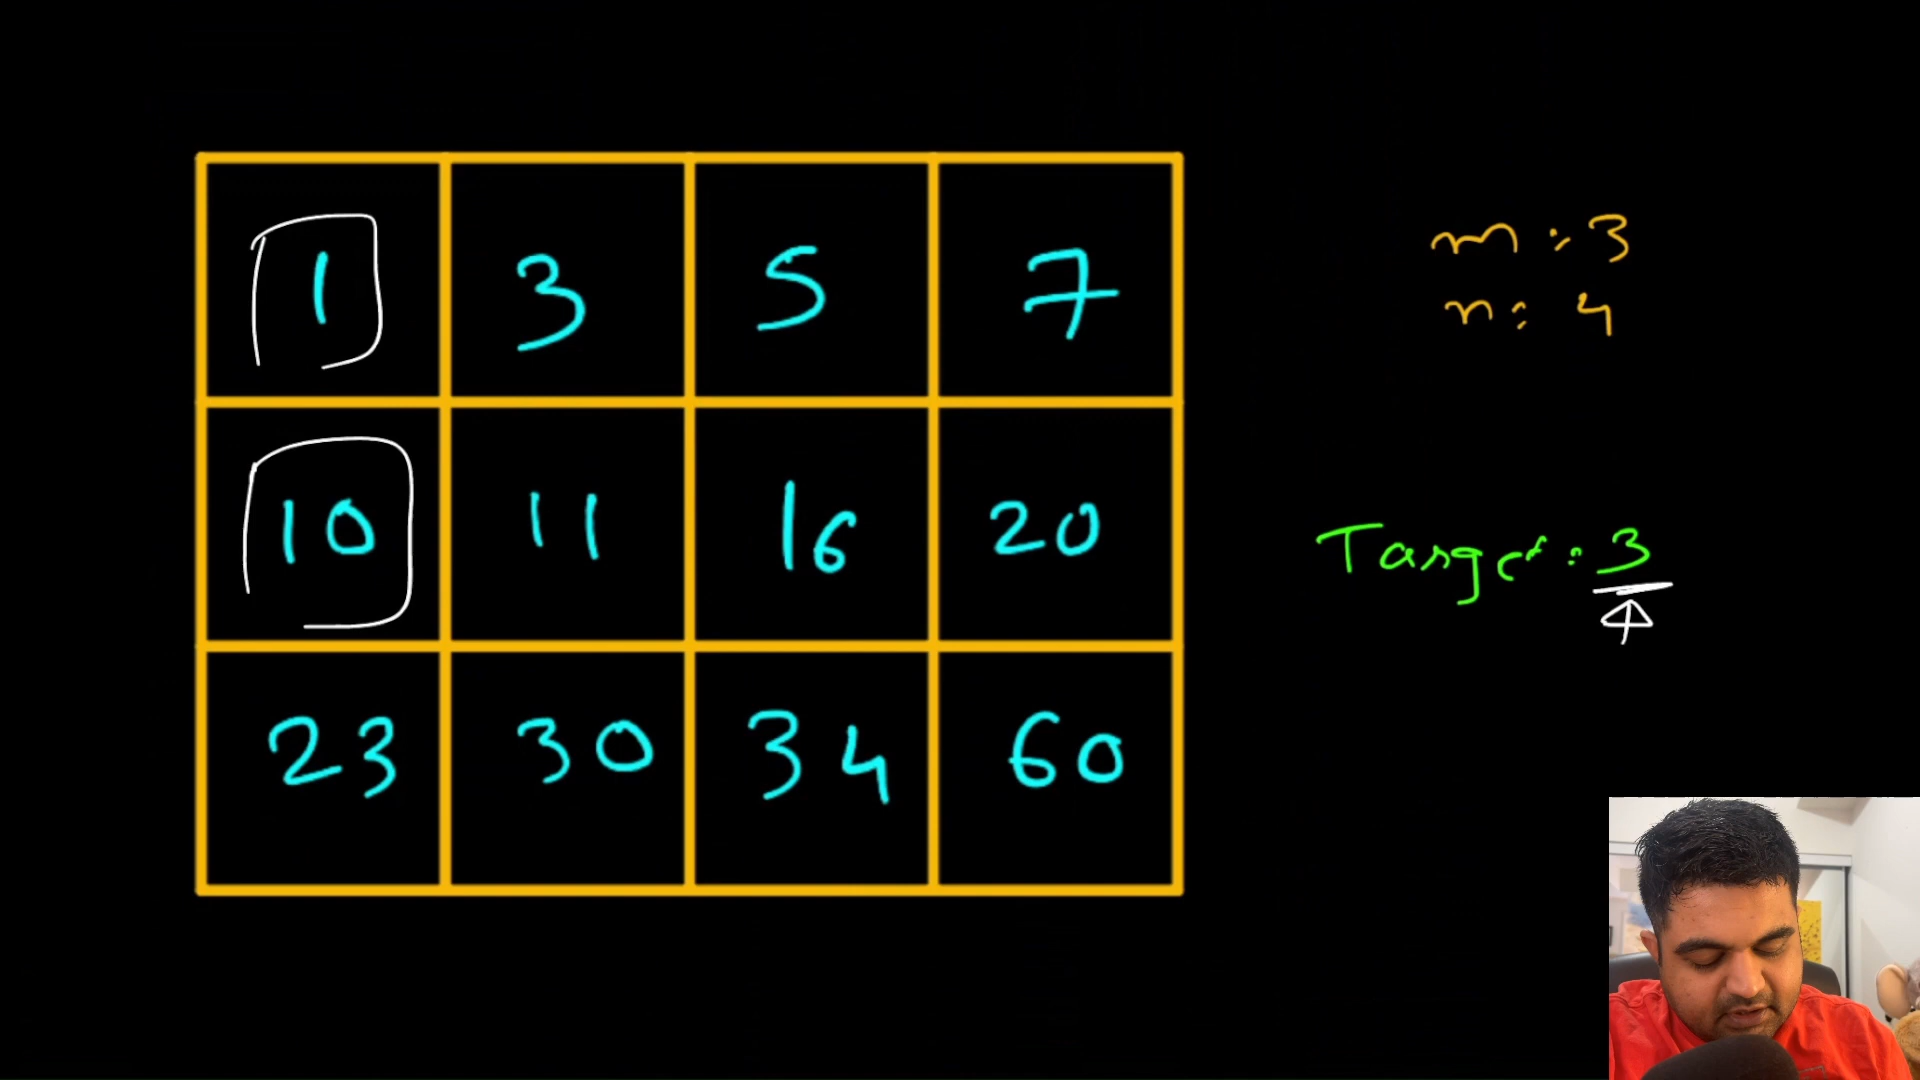 1 3 5 7
10 11 16 20
23 30 34 60
m : 3
n : 4
Target : 3